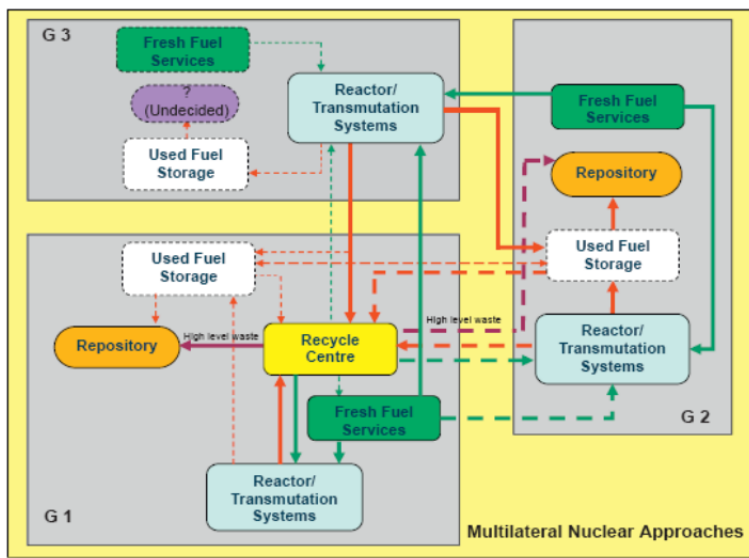 G 3
Fresh Fuel
Services
?
(Undecided)
Used Fuel
Storage
Reactor/
Transmutation
Systems
G 2
Fresh Fuel
Services
Repository
Used Fuel
Storage
Reactor/
Transmutation
Systems
G 1
Used Fuel
Storage
Repository
High level waste
Recycle
Centre
High level waste
Fresh Fuel
Services
Reactor/
Transmutation
Systems
Multilateral Nuclear Approaches